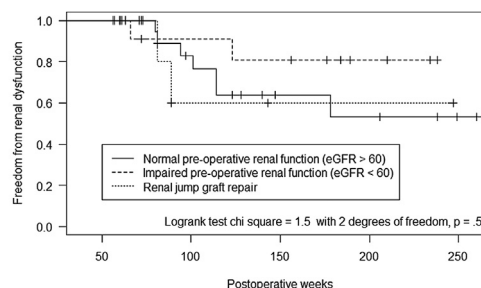 Freedom from renal dysfunction
1.0
0.8
0.6
0.4
0.2
0.0
Normal pre-operative renal function (eGFR > 60)
Impaired pre-operative renal function (eGFR < 60)
Renal jump graft repair
Logrank test chi square = 1.5 with 2 degrees of freedom, p = .5
50 100 150 200 250
Postoperative weeks